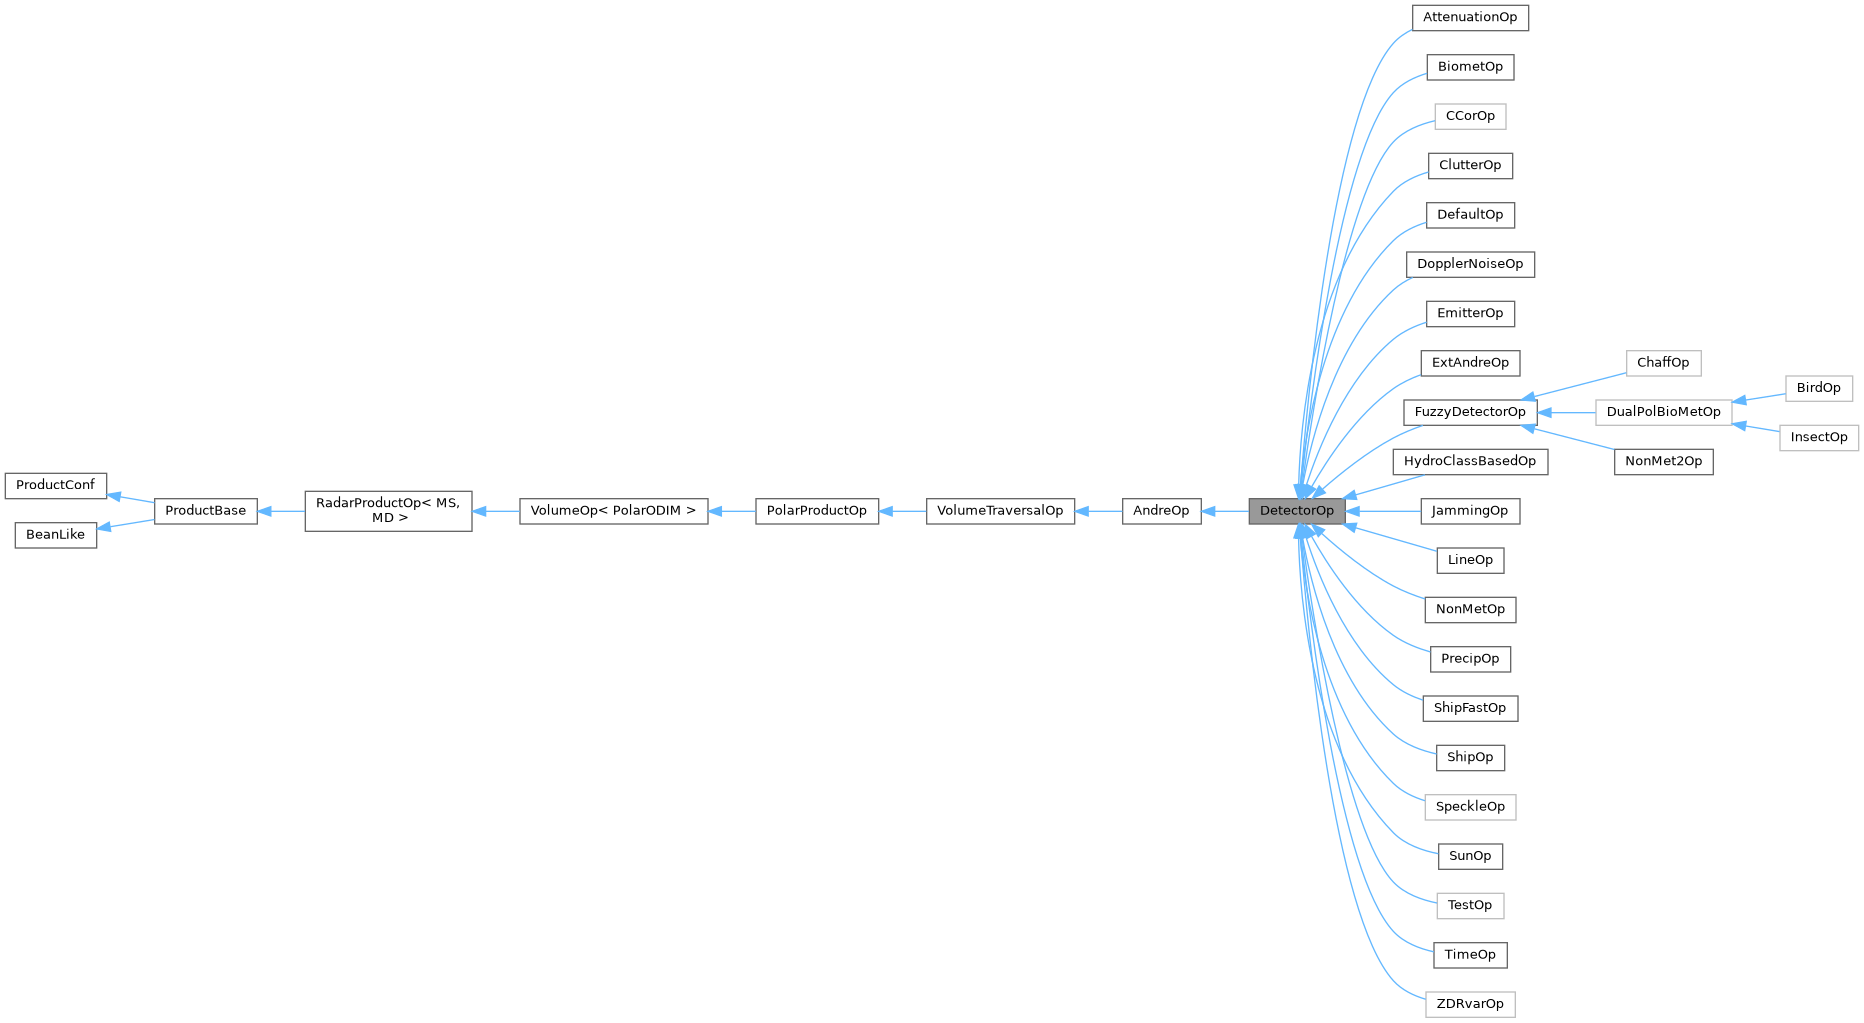 ProductConf
BeanLike
ProductBase
RadarProductOp< MS,
MD >
VolumeOp< PolarODIM >
PolarProductOp
VolumeTraversalOp
AndreOp
DetectorOp
AttenuationOp
BiometOp
CCorOp
ClutterOp
DefaultOp
DopplerNoiseOp
EmitterOp
ExtAndreOp
FuzzyDetectorOp
HydroClassBasedOp
JammingOp
LineOp
NonMetOp
PrecipOp
ShipFastOp
ShipOp
SpeckleOp
SunOp
TestOp
TimeOp
ZDRvarOp
ChaffOp
DualPolBioMetOp
NonMet2Op
BirdOp
InsectOp